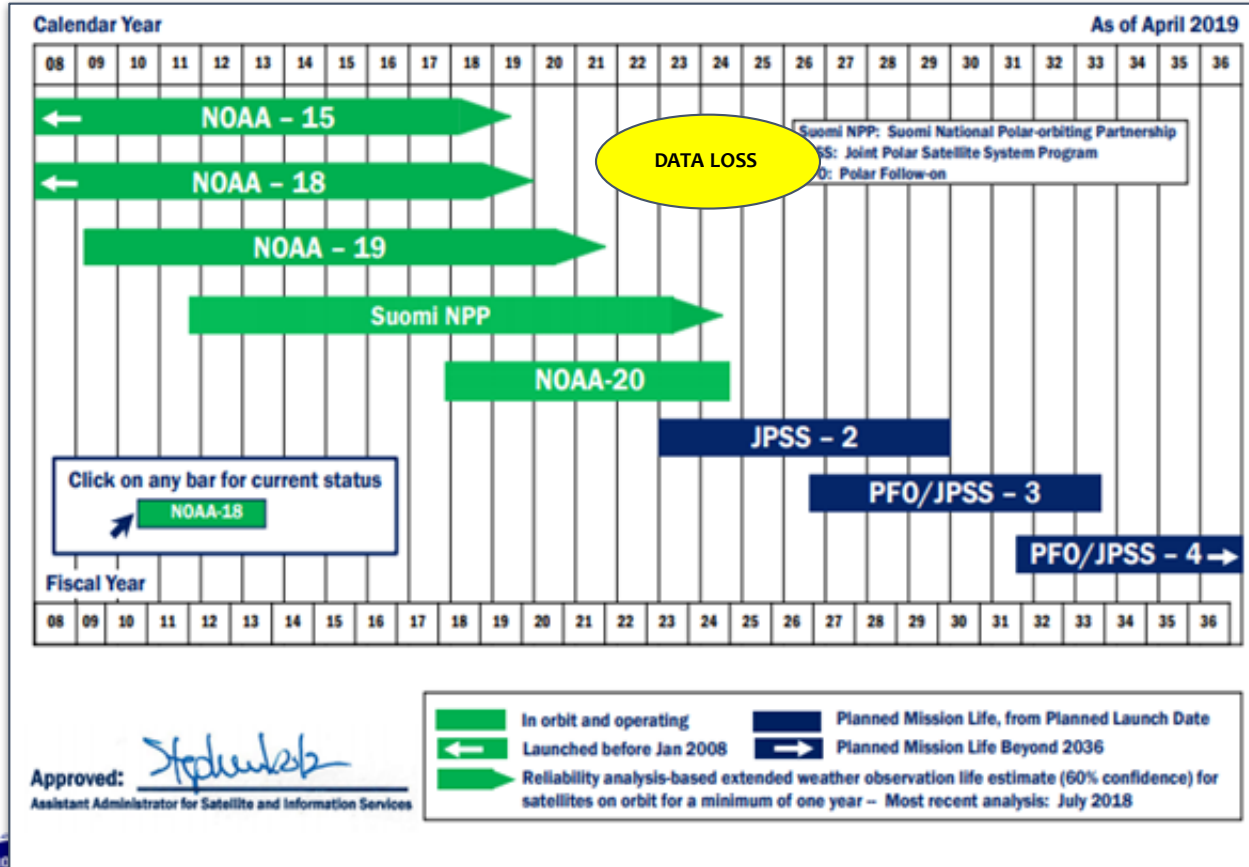 Calendar Year As of April 2019
08 09 10 11 12 13 14 15 16 17 18 19 20 21 22 23 24 25 26 27 28 29 30 31 32 33 34 35 36
NOAA – 15
DATA LOSS
Suomi NPP: Suomi National Polar-orbiting Partnership
SS: Joint Polar Satellite System Program
O: Polar Follow-on
NOAA – 18
NOAA – 19
Suomi NPP
NOAA-20
JPSS – 2
PFO/JPSS – 3
PFO/JPSS – 4
Click on any bar for current status
NOAA-18
Fiscal Year
08 09 10 11 12 13 14 15 16 17 18 19 20 21 22 23 24 25 26 27 28 29 30 31 32 33 34 35 36
Approved:
Assistant Administrator for Satellite and Information Services
In orbit and operating
Launched before Jan 2008
Planned Mission Life, from Planned Launch Date
Planned Mission Life Beyond 2036
Reliability analysis-based extended weather observation life estimate (60% confidence) for
satellites on orbit for a minimum of one year – Most recent analysis: July 2018